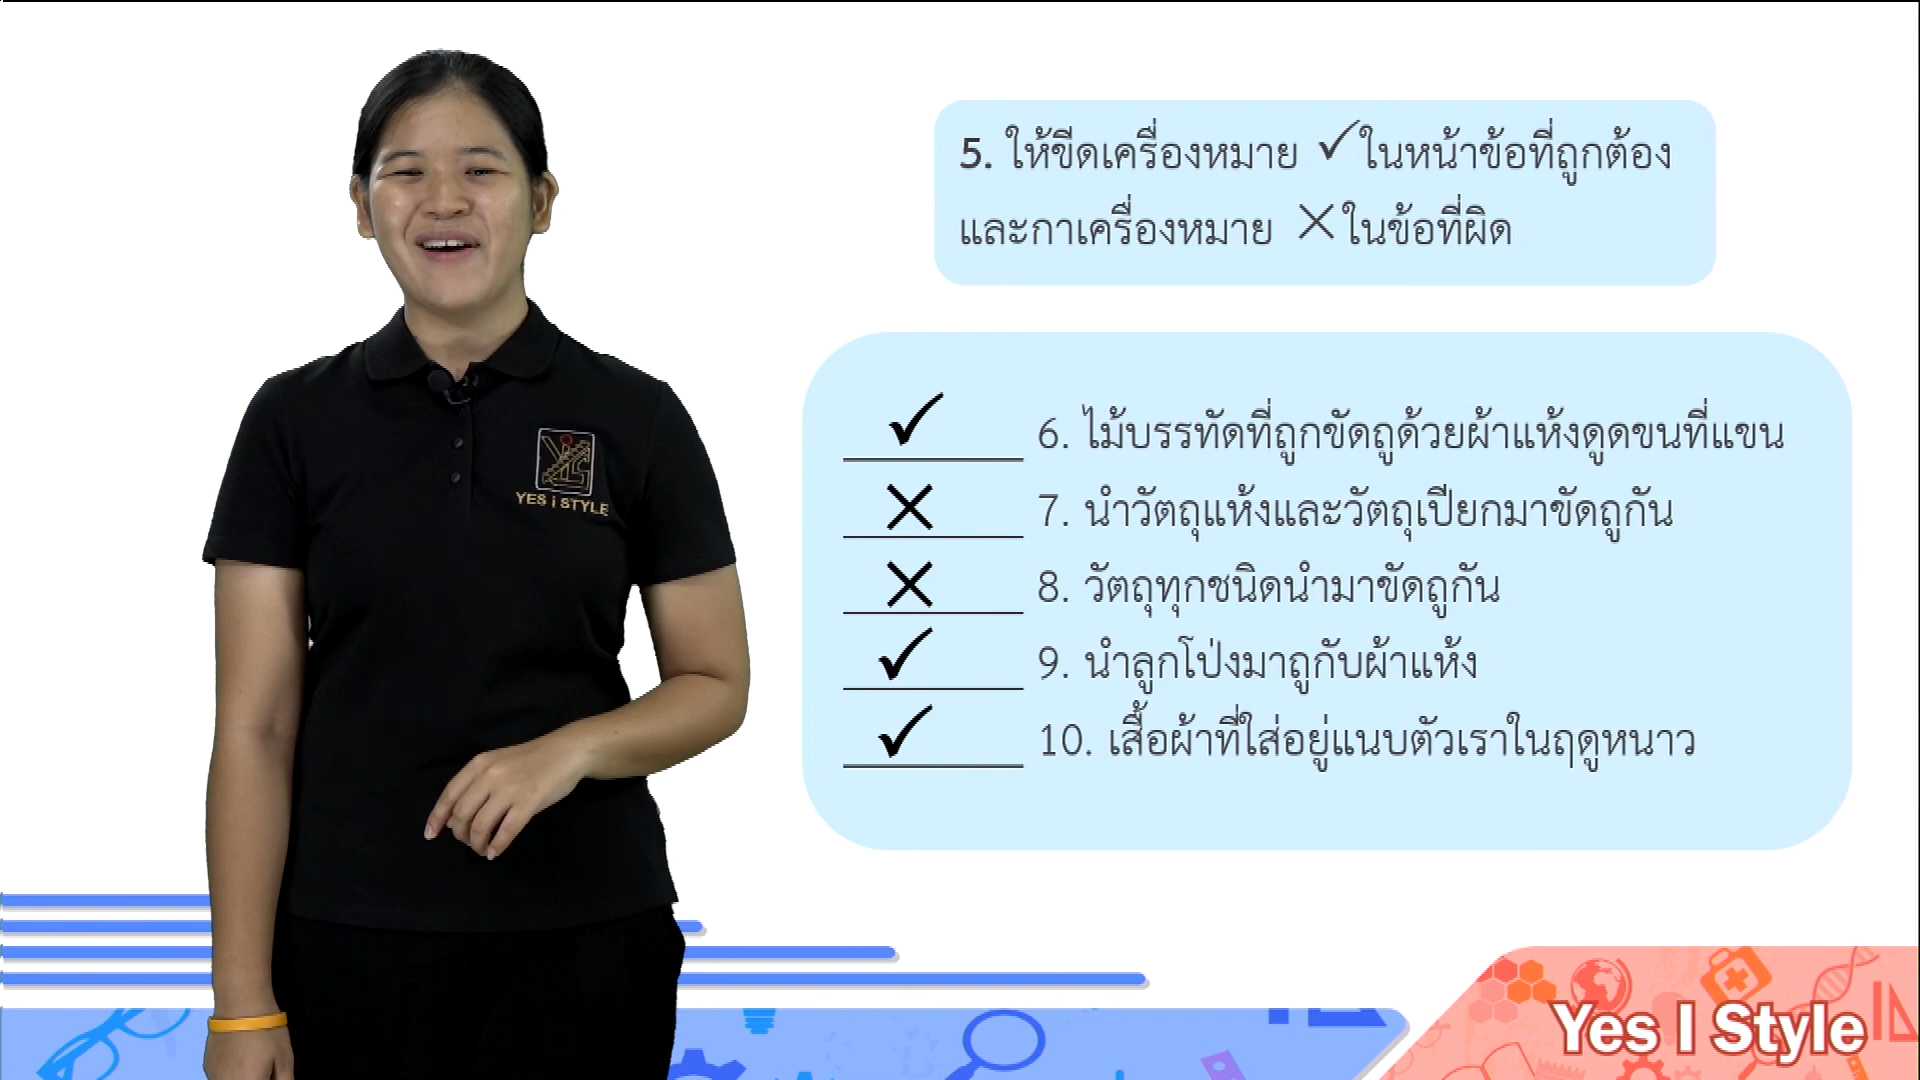 5. ให้ขีดเครื่องหมาย ✓ ในหน้าข้อที่ถูกต้อง
และกาเครื่องหมาย ✕ ในข้อที่ผิด
✓ 6. ไม้บรรทัดที่ถูกขัดถูด้วยผ้าแห้งดูดขนที่แขน
✕ 7. นำวัตถุแห้งและวัตถุเปียกมาขัดถูกัน
✕ 8. วัตถุทุกชนิดนำมาขัดถูกัน
✓ 9. นำลูกโป่งมาถูกับผ้าแห้ง
✓ 10. เสื้อผ้าที่ใส่อยู่แนบตัวเราในฤดูหนาว
YES i STYLE
Yes I Style